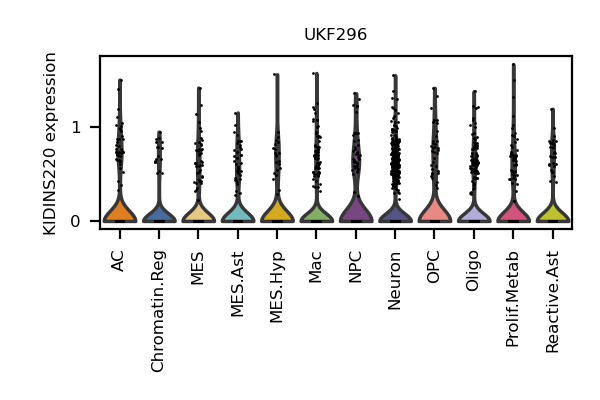 UKF296
KIDINS220 expression
1
0
AC
Chromatin.Reg
MES
MES.Ast
MES.Hyp
Mac
NPC
Neuron
OPC
Oligo
Prolif.Metab
Reactive.Ast